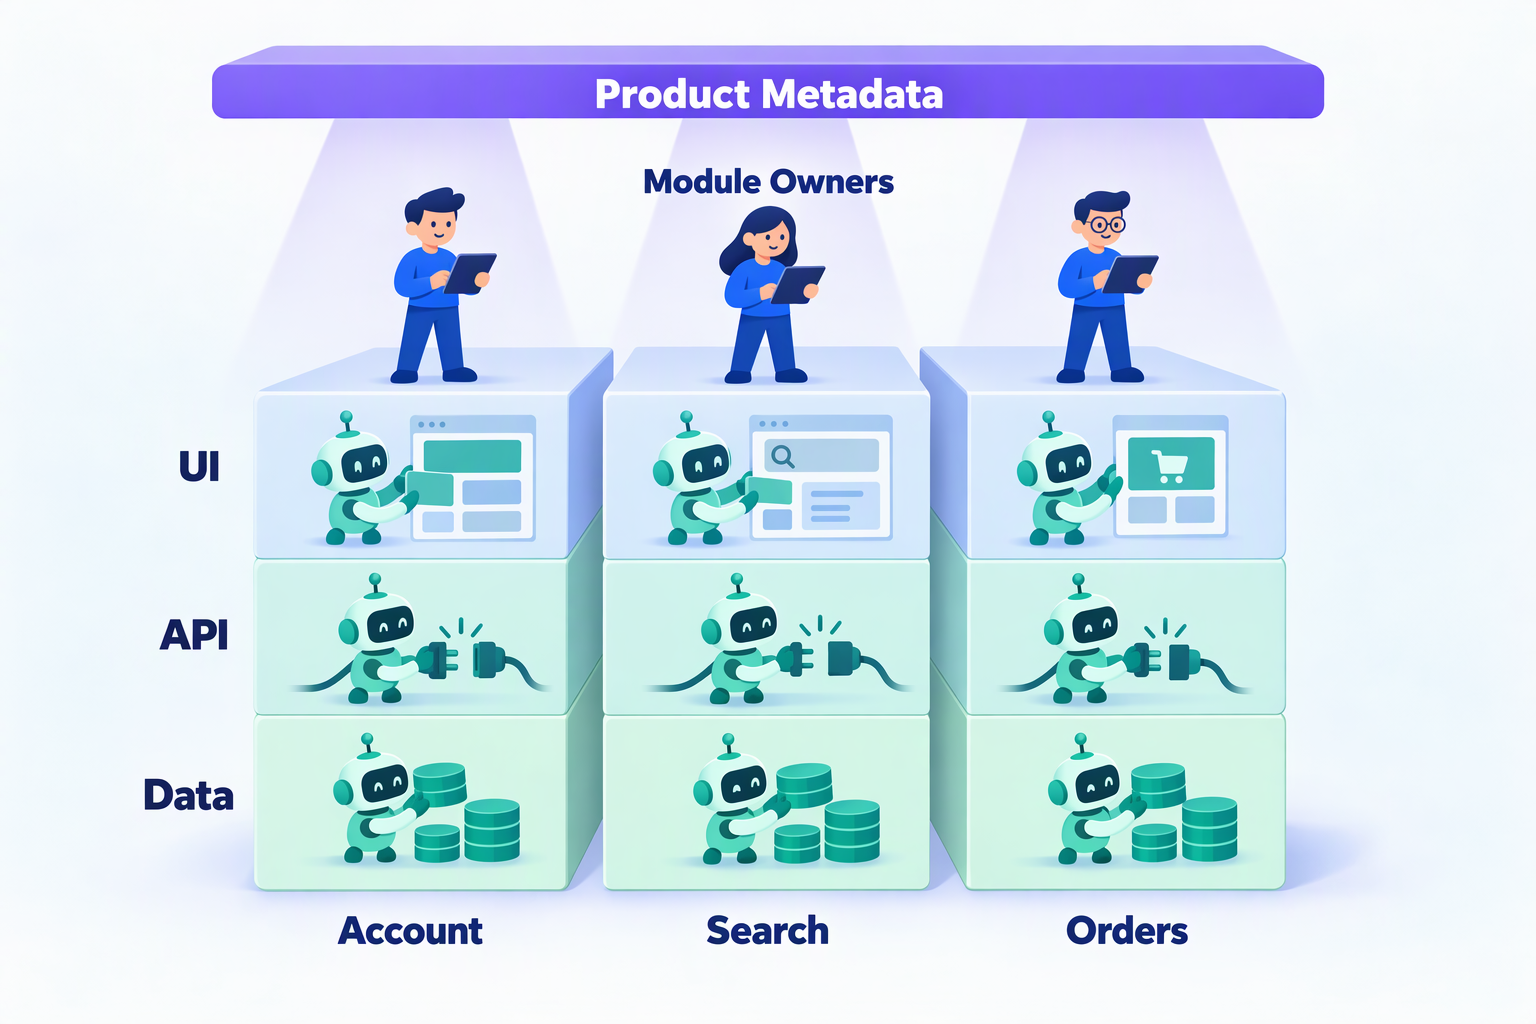 Product Metadata
Module Owners
UI
API
Data
Account
Search
Orders